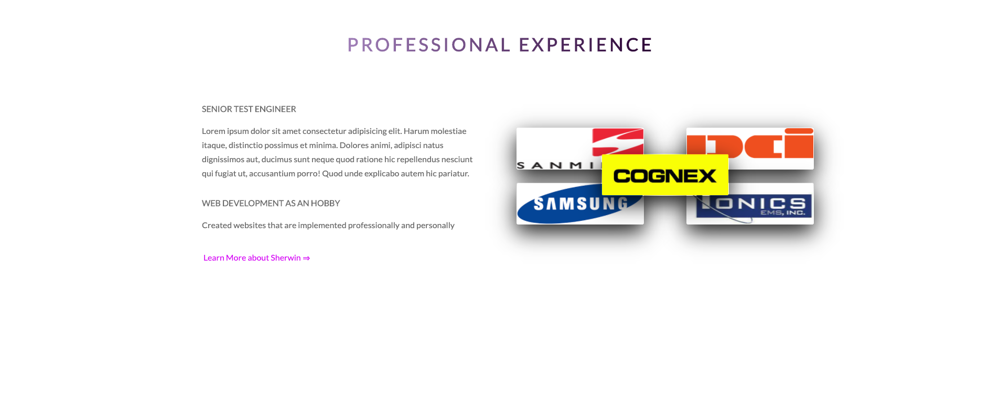 PROFESSIONAL EXPERIENCE
SENIOR TEST ENGINEER
Lorem ipsum dolor sit amet consectetur adipisicing elit. Harum molestiae
itaque, distinctio possimus et minima. Dolores animi, adipisci natus
dignissimos aut, ducimus sunt neque quod ratione hic repellendus nesciunt
qui fugiat ut, accusantium porro! Quod unde explicabo autem hic pariatur.
WEB DEVELOPMENT AS AN HOBBY
Created websites that are implemented professionally and personally
Learn More about Sherwin ⇒
SANMI
DCi
COGNEX
SAMSUNG
IONICS
EMS, INC.